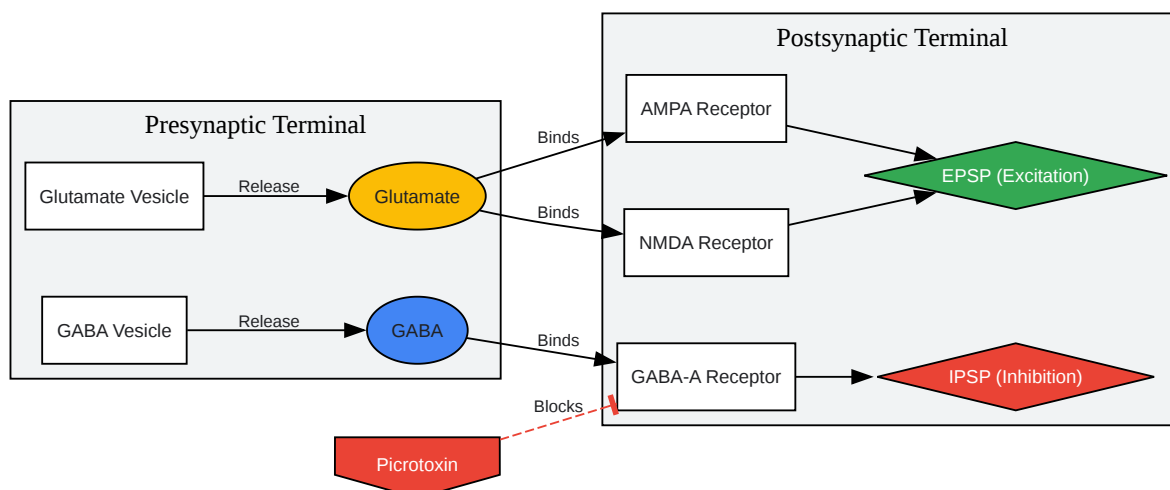 Postsynaptic Terminal
Presynaptic Terminal
AMPA Receptor
Binds
EPSP (Excitation)
Glutamate Vesicle
Release
Glutamate
Binds
NMDA Receptor
GABA Vesicle
Release
GABA
Binds
GABA-A Receptor
IPSP (Inhibition)
Blocks
Picrotoxin